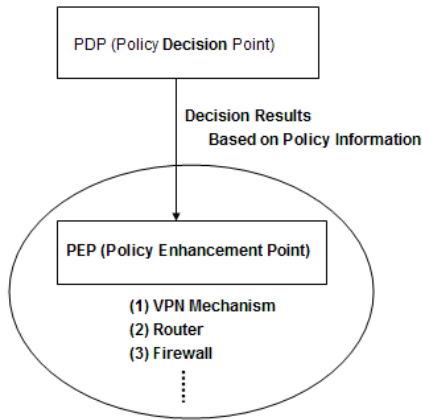 PDP (Policy Decision Point)
Decision Results
Based on Policy Information
PEP (Policy Enhancement Point)
(1) VPN Mechanism
(2) Router
(3) Firewall